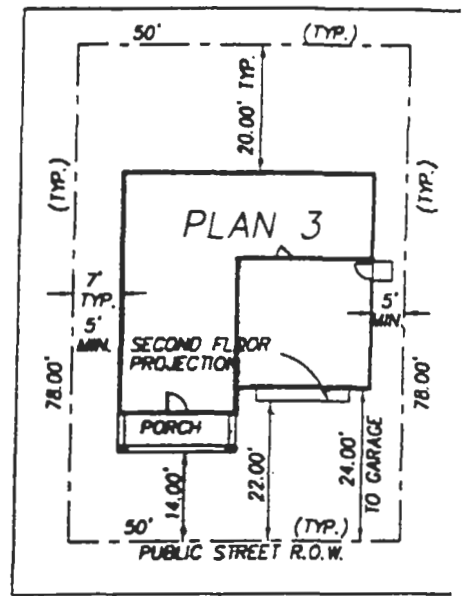 50' (TYP.)
20.00' TYP.
(TYP.)
(TYP.)
PLAN 3
7'
TYP.
5'
MIN.
5'
MIN.
SECOND FLOOR
PROJECTION
78.00'
78.00'
PORCH
14.00'
22.00'
24.00'
TO GARAGE
50' (TYP.)
PUBLIC STREET R.O.W.